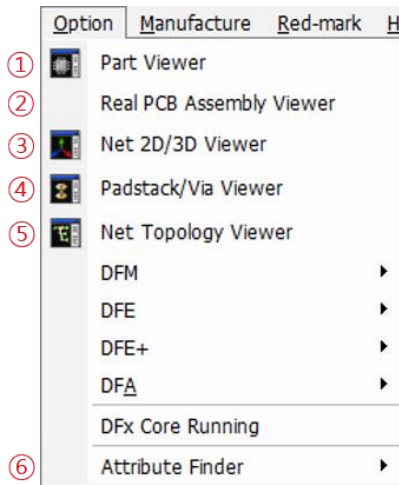 Option Manufacture Red-mark H
① Part Viewer
② Real PCB Assembly Viewer
③ Net 2D/3D Viewer
④ Padstack/Via Viewer
⑤ Net Topology Viewer
DFM
DFE
DFE+
DFA
DFx Core Running
⑥ Attribute Finder